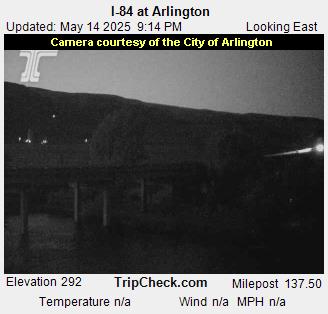 I-84 at Arlington
Updated: May 14 2025 9:14 PM Looking East
Camera courtesy of the City of Arlington
Elevation 292 TripCheck.com Milepost 137.50
Temperature n/a Wind n/a MPH n/a